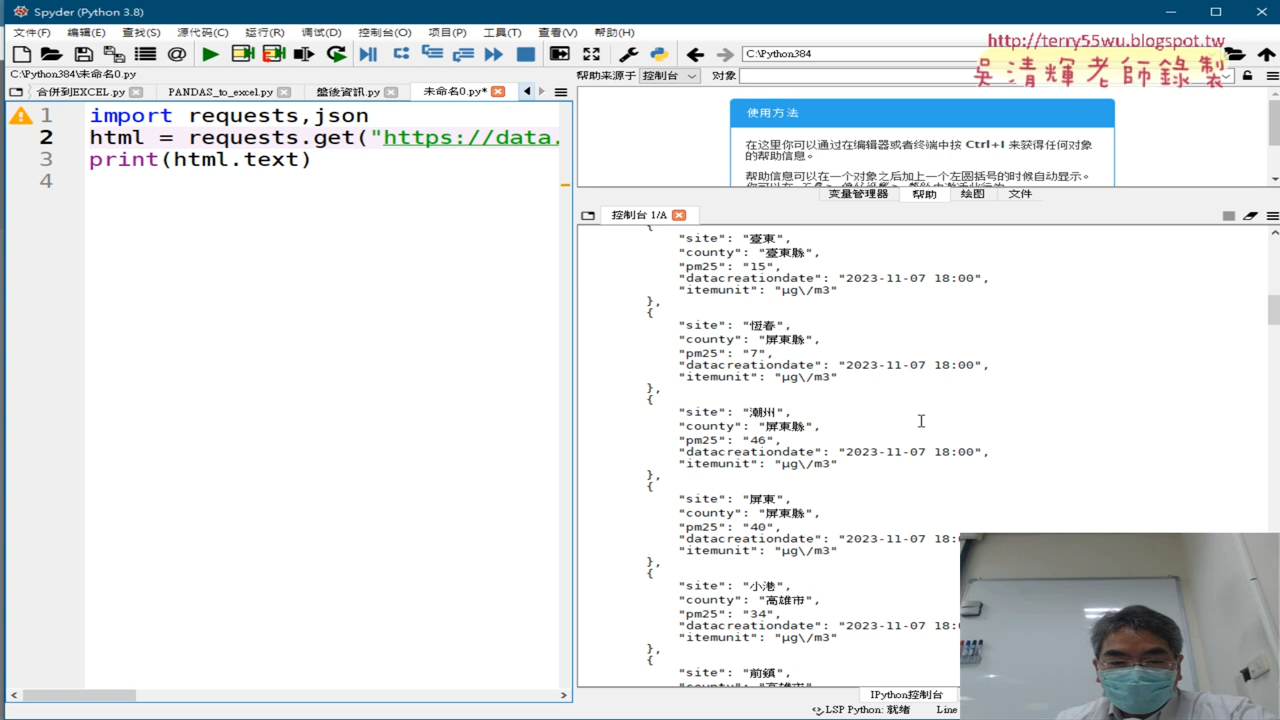 Spyder (Python 3.8)
文件(F) 编辑(E) 查找(S) 源代码(C) 运行(R) 调试(D) 控制台(O) 项目(P) 工具(T) 查看(V) 帮助(H)
http://terry55wu.blogspot.tw
吳清輝老師錄製
C:\Python384
C:\Python384\未命名0.py
帮助来源于 控制台 对象
合併到EXCEL.py PANDAS_to_excel.py 盤後資訊.py 未命名0.py*
1 import requests,json
2 html = requests.get("https://data.
3 print(html.text)
4
使用方法
在这里你可以通过在编辑器或者终端中按 Ctrl+I 来获得任何对象
的帮助信息。
帮助信息可以在一个对象之后加上一个左圆括号的时候自动显示。
变量管理器 帮助 绘图 文件
控制台 1/A
{
"site": "臺東",
"county": "臺東縣",
"pm25": "15",
"datacreationdate": "2023-11-07 18:00",
"itemunit": "μg\/m3"
},
{
"site": "恆春",
"county": "屏東縣",
"pm25": "7",
"datacreationdate": "2023-11-07 18:00",
"itemunit": "μg\/m3"
},
{
"site": "潮州",
"county": "屏東縣",
"pm25": "46",
"datacreationdate": "2023-11-07 18:00",
"itemunit": "μg\/m3"
},
{
"site": "屏東",
"county": "屏東縣",
"pm25": "40",
"datacreationdate": "2023-11-07 18:0
"itemunit": "μg\/m3"
},
{
"site": "小港",
"county": "高雄市",
"pm25": "34",
"datacreationdate": "2023-11-07 18:0
"itemunit": "μg\/m3"
},
{
"site": "前鎮",
IPython控制台
LSP Python: 就绪 Line